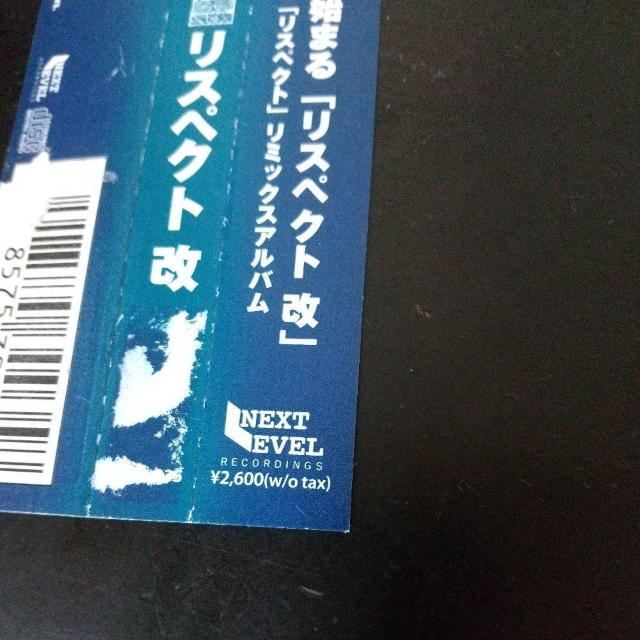 始まる「リスペクト 改」
「リスペクト」リミックスアルバム
リスペクト 改
NEXT
LEVEL
RECORDINGS
¥2,600(w/o tax)